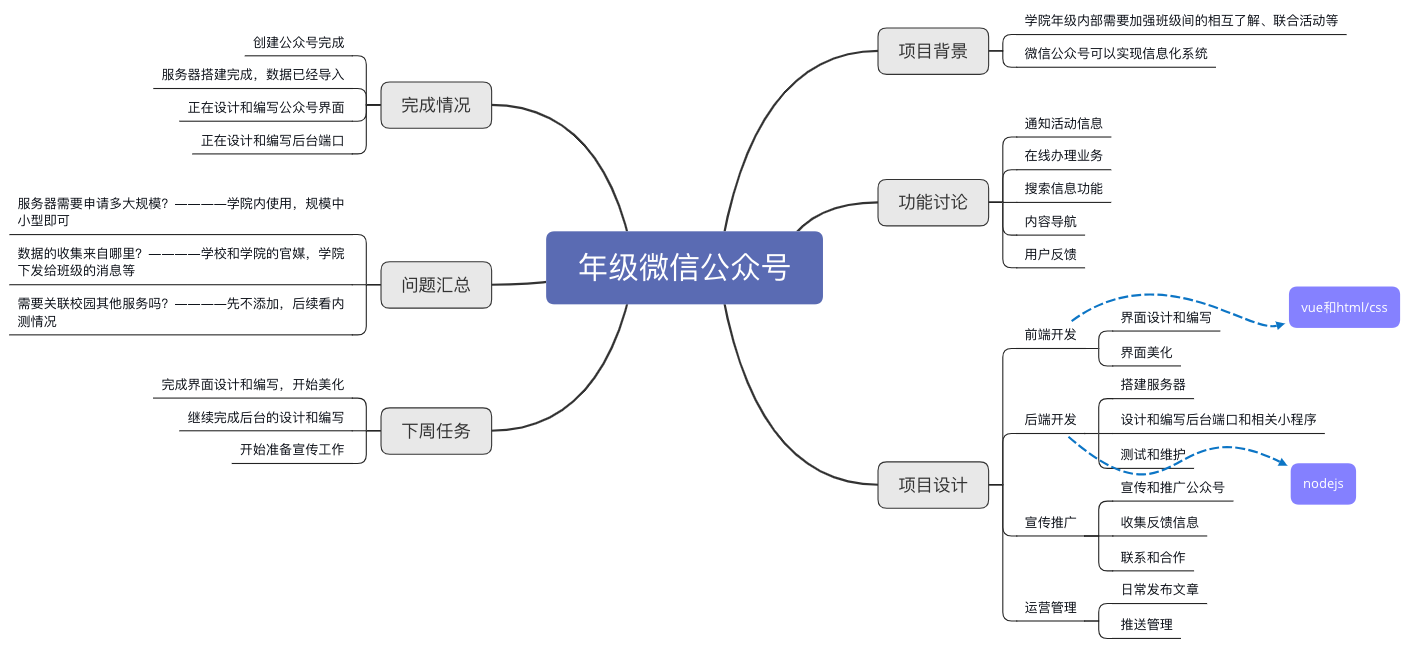 年级微信公众号
项目背景
学院年级内部需要加强班级间的相互了解、联合活动等
微信公众号可以实现信息化系统
功能讨论
通知活动信息
在线办理业务
搜索信息功能
内容导航
用户反馈
项目设计
前端开发
界面设计和编写
界面美化
vue和html/css
后端开发
搭建服务器
设计和编写后台端口和相关小程序
测试和维护
nodejs
宣传推广
宣传和推广公众号
收集反馈信息
联系和合作
运营管理
日常发布文章
推送管理
完成情况
创建公众号完成
服务器搭建完成，数据已经导入
正在设计和编写公众号界面
正在设计和编写后台端口
问题汇总
服务器需要申请多大规模？————学院内使用，规模中
小型即可
数据的收集来自哪里？————学校和学院的官媒，学院
下发给班级的消息等
需要关联校园其他服务吗？————先不添加，后续看内
测情况
下周任务
完成界面设计和编写，开始美化
继续完成后台的设计和编写
开始准备宣传工作